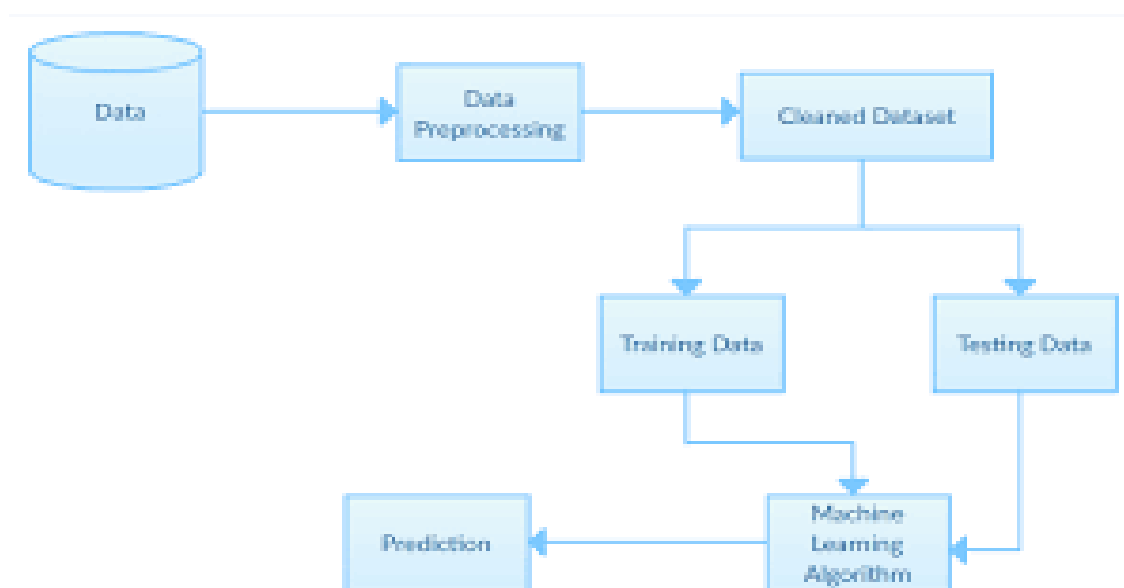 Data
Data
Preprocessing
Cleaned Dataset
Training Data
Testing Data
Prediction
Machine
Learning
Algorithm